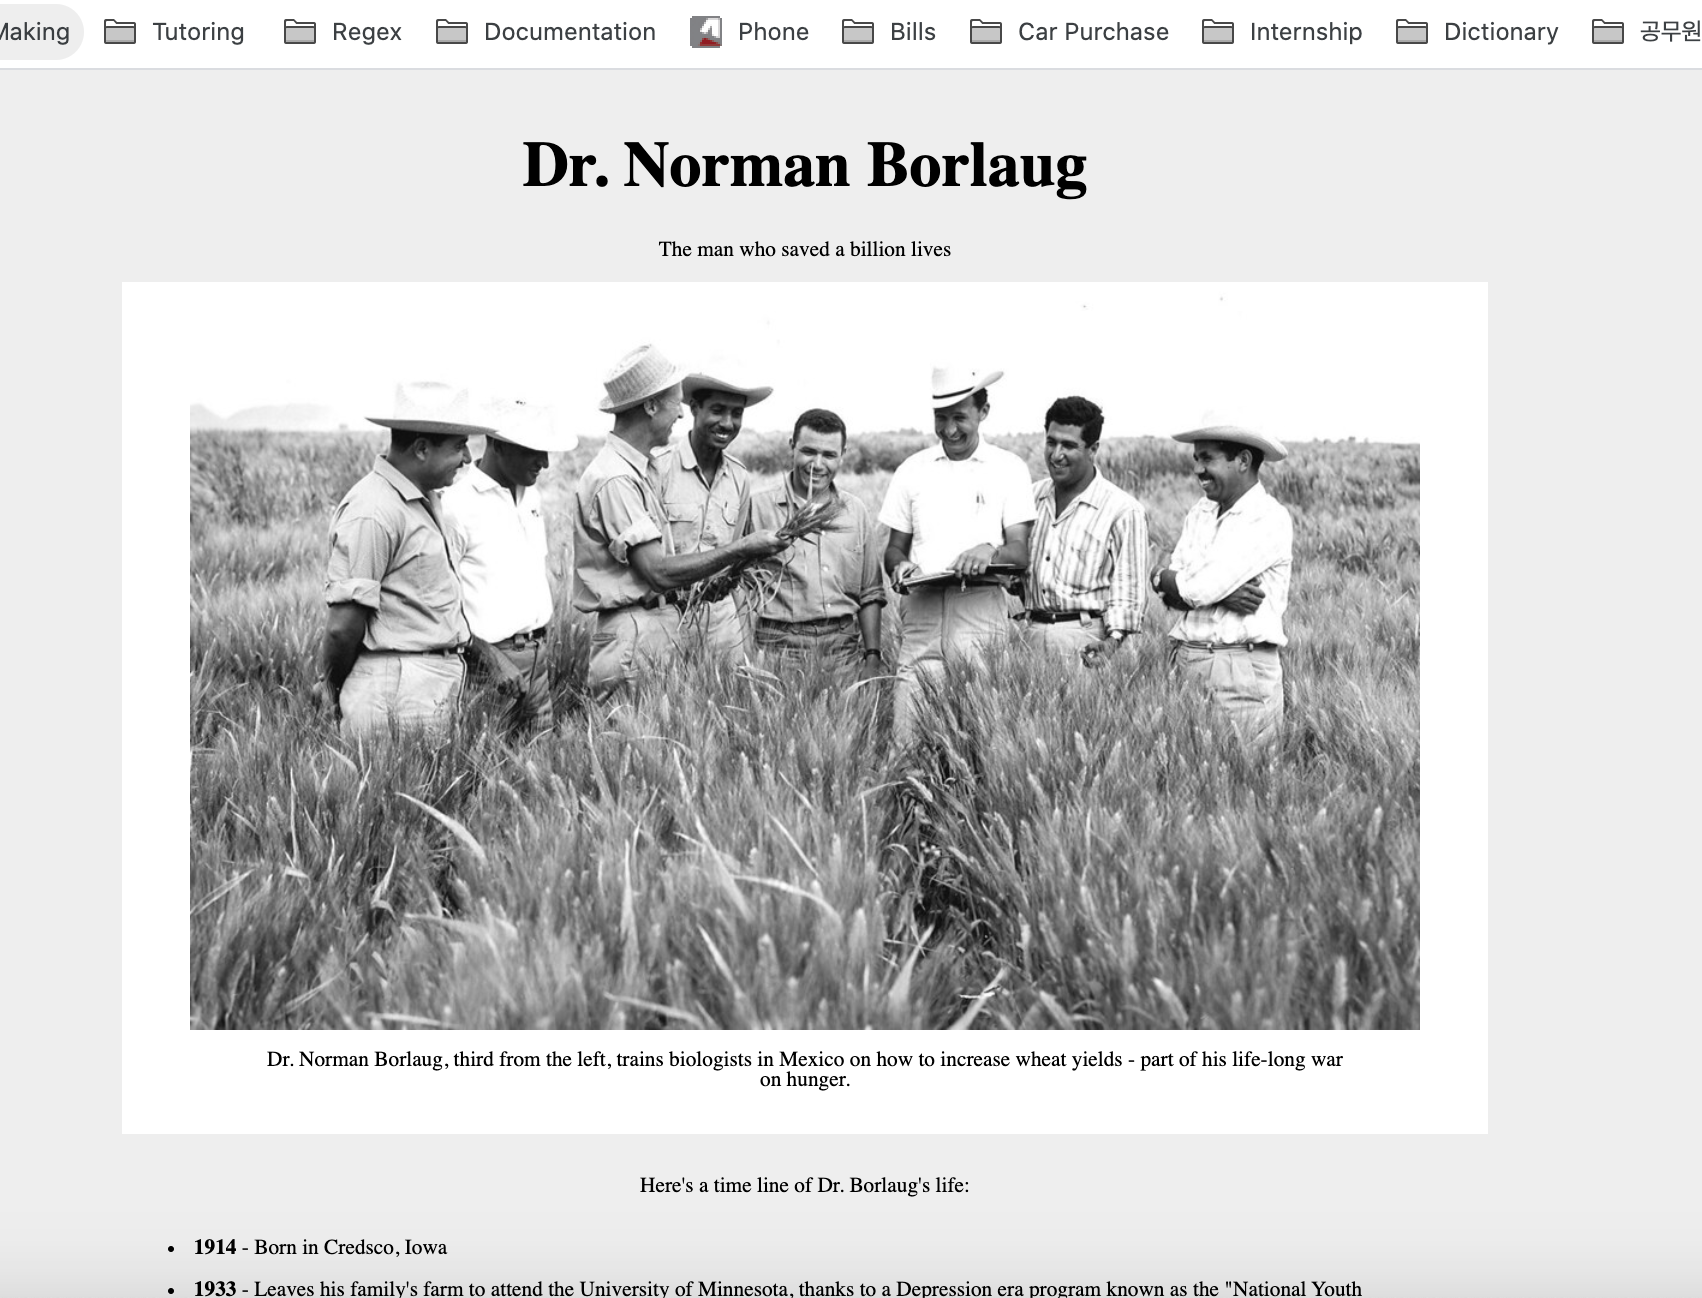 Making Tutoring Regex Documentation Phone Bills Car Purchase Internship Dictionary 공무원
Dr. Norman Borlaug
The man who saved a billion lives
Dr. Norman Borlaug, third from the left, trains biologists in Mexico on how to increase wheat yields - part of his life-long war
on hunger.
Here's a time line of Dr. Borlaug's life:
• 1914 - Born in Credsco, Iowa
• 1933 - Leaves his family's farm to attend the University of Minnesota, thanks to a Depression era program known as the "National Youth